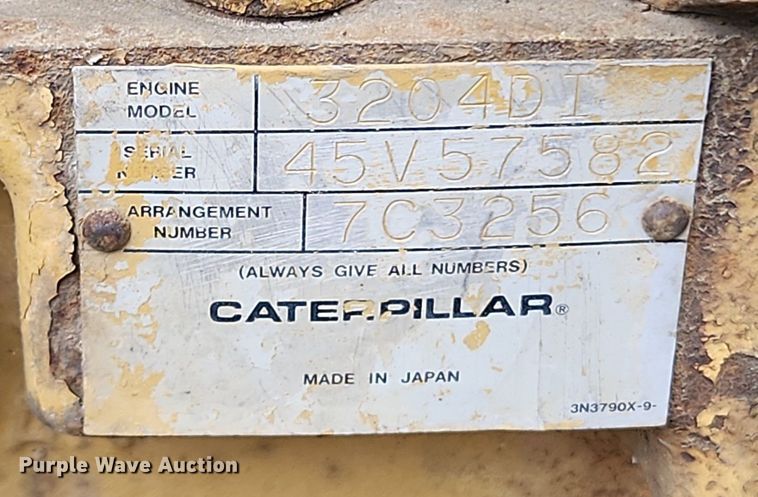 ENGINE MODEL 3204DI
SERIAL NUMBER 45V57582
ARRANGEMENT NUMBER 7C3256
(ALWAYS GIVE ALL NUMBERS)
CATERPILLAR®
MADE IN JAPAN
3N3790X-9-
Purple Wave Auction